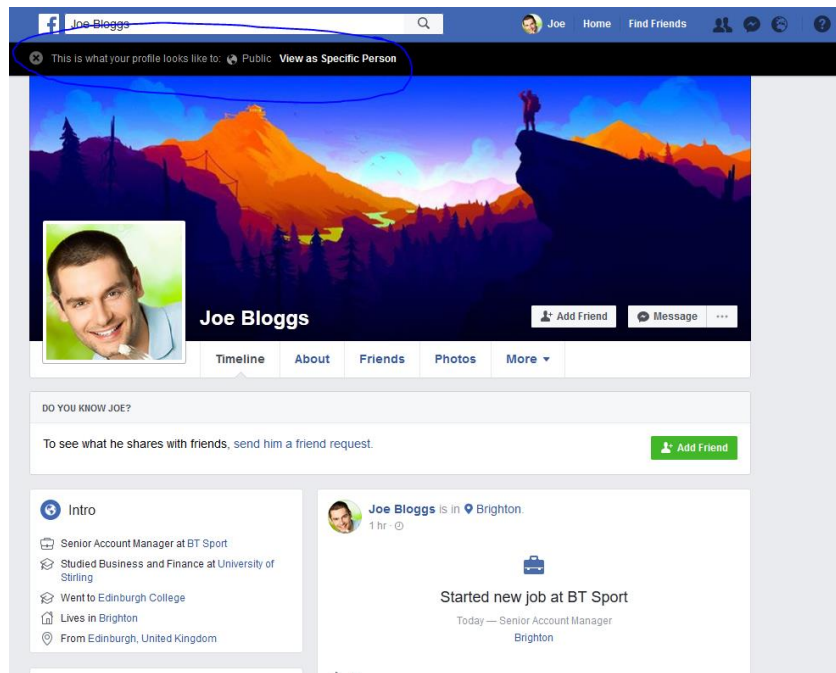 f Joe Bloggs Joe Home Find Friends
This is what your profile looks like to: Public View as Specific Person
Joe Bloggs
Add Friend Message ...
Timeline About Friends Photos More
DO YOU KNOW JOE?
To see what he shares with friends, send him a friend request.
Add Friend
Intro
Senior Account Manager at BT Sport
Studied Business and Finance at University of
Stirling
Went to Edinburgh College
Lives in Brighton
From Edinburgh, United Kingdom
Joe Bloggs is in Brighton.
1 hr ·
Started new job at BT Sport
Today — Senior Account Manager
Brighton